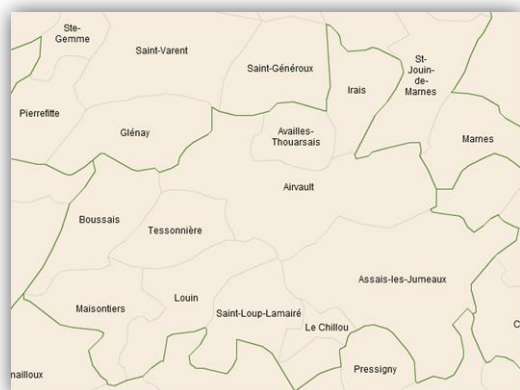 Ste-
Gemme
Saint-Varent
Saint-Généroux
St-
Jouin-
de-
Marnes
Irais
Pierrefitte
Glénay
Availles-
Thouarsais
Marnes
Airvault
Boussais
Tessonnière
Assais-les-Jumeaux
Louin
Maisontiers
Saint-Loup-Lamairé
Le Chillou
Pressigny